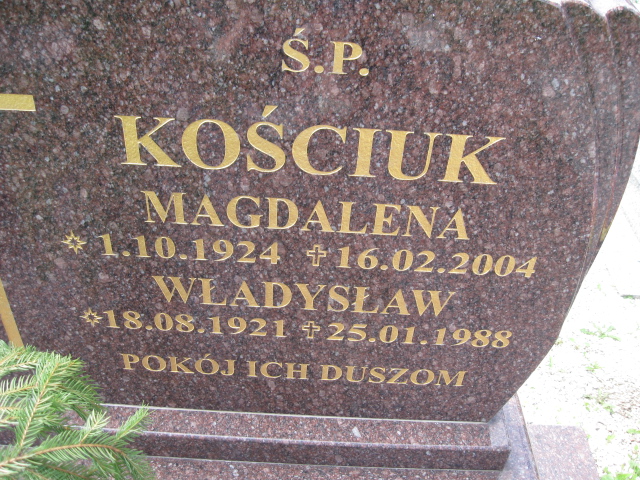 Ś.P.
KOŚCIUK
MAGDALENA
1.10.1924 ✝ 16.02.2004
WŁADYSŁAW
18.08.1921 ✝ 25.01.1988
POKÓJ ICH DUSZOM